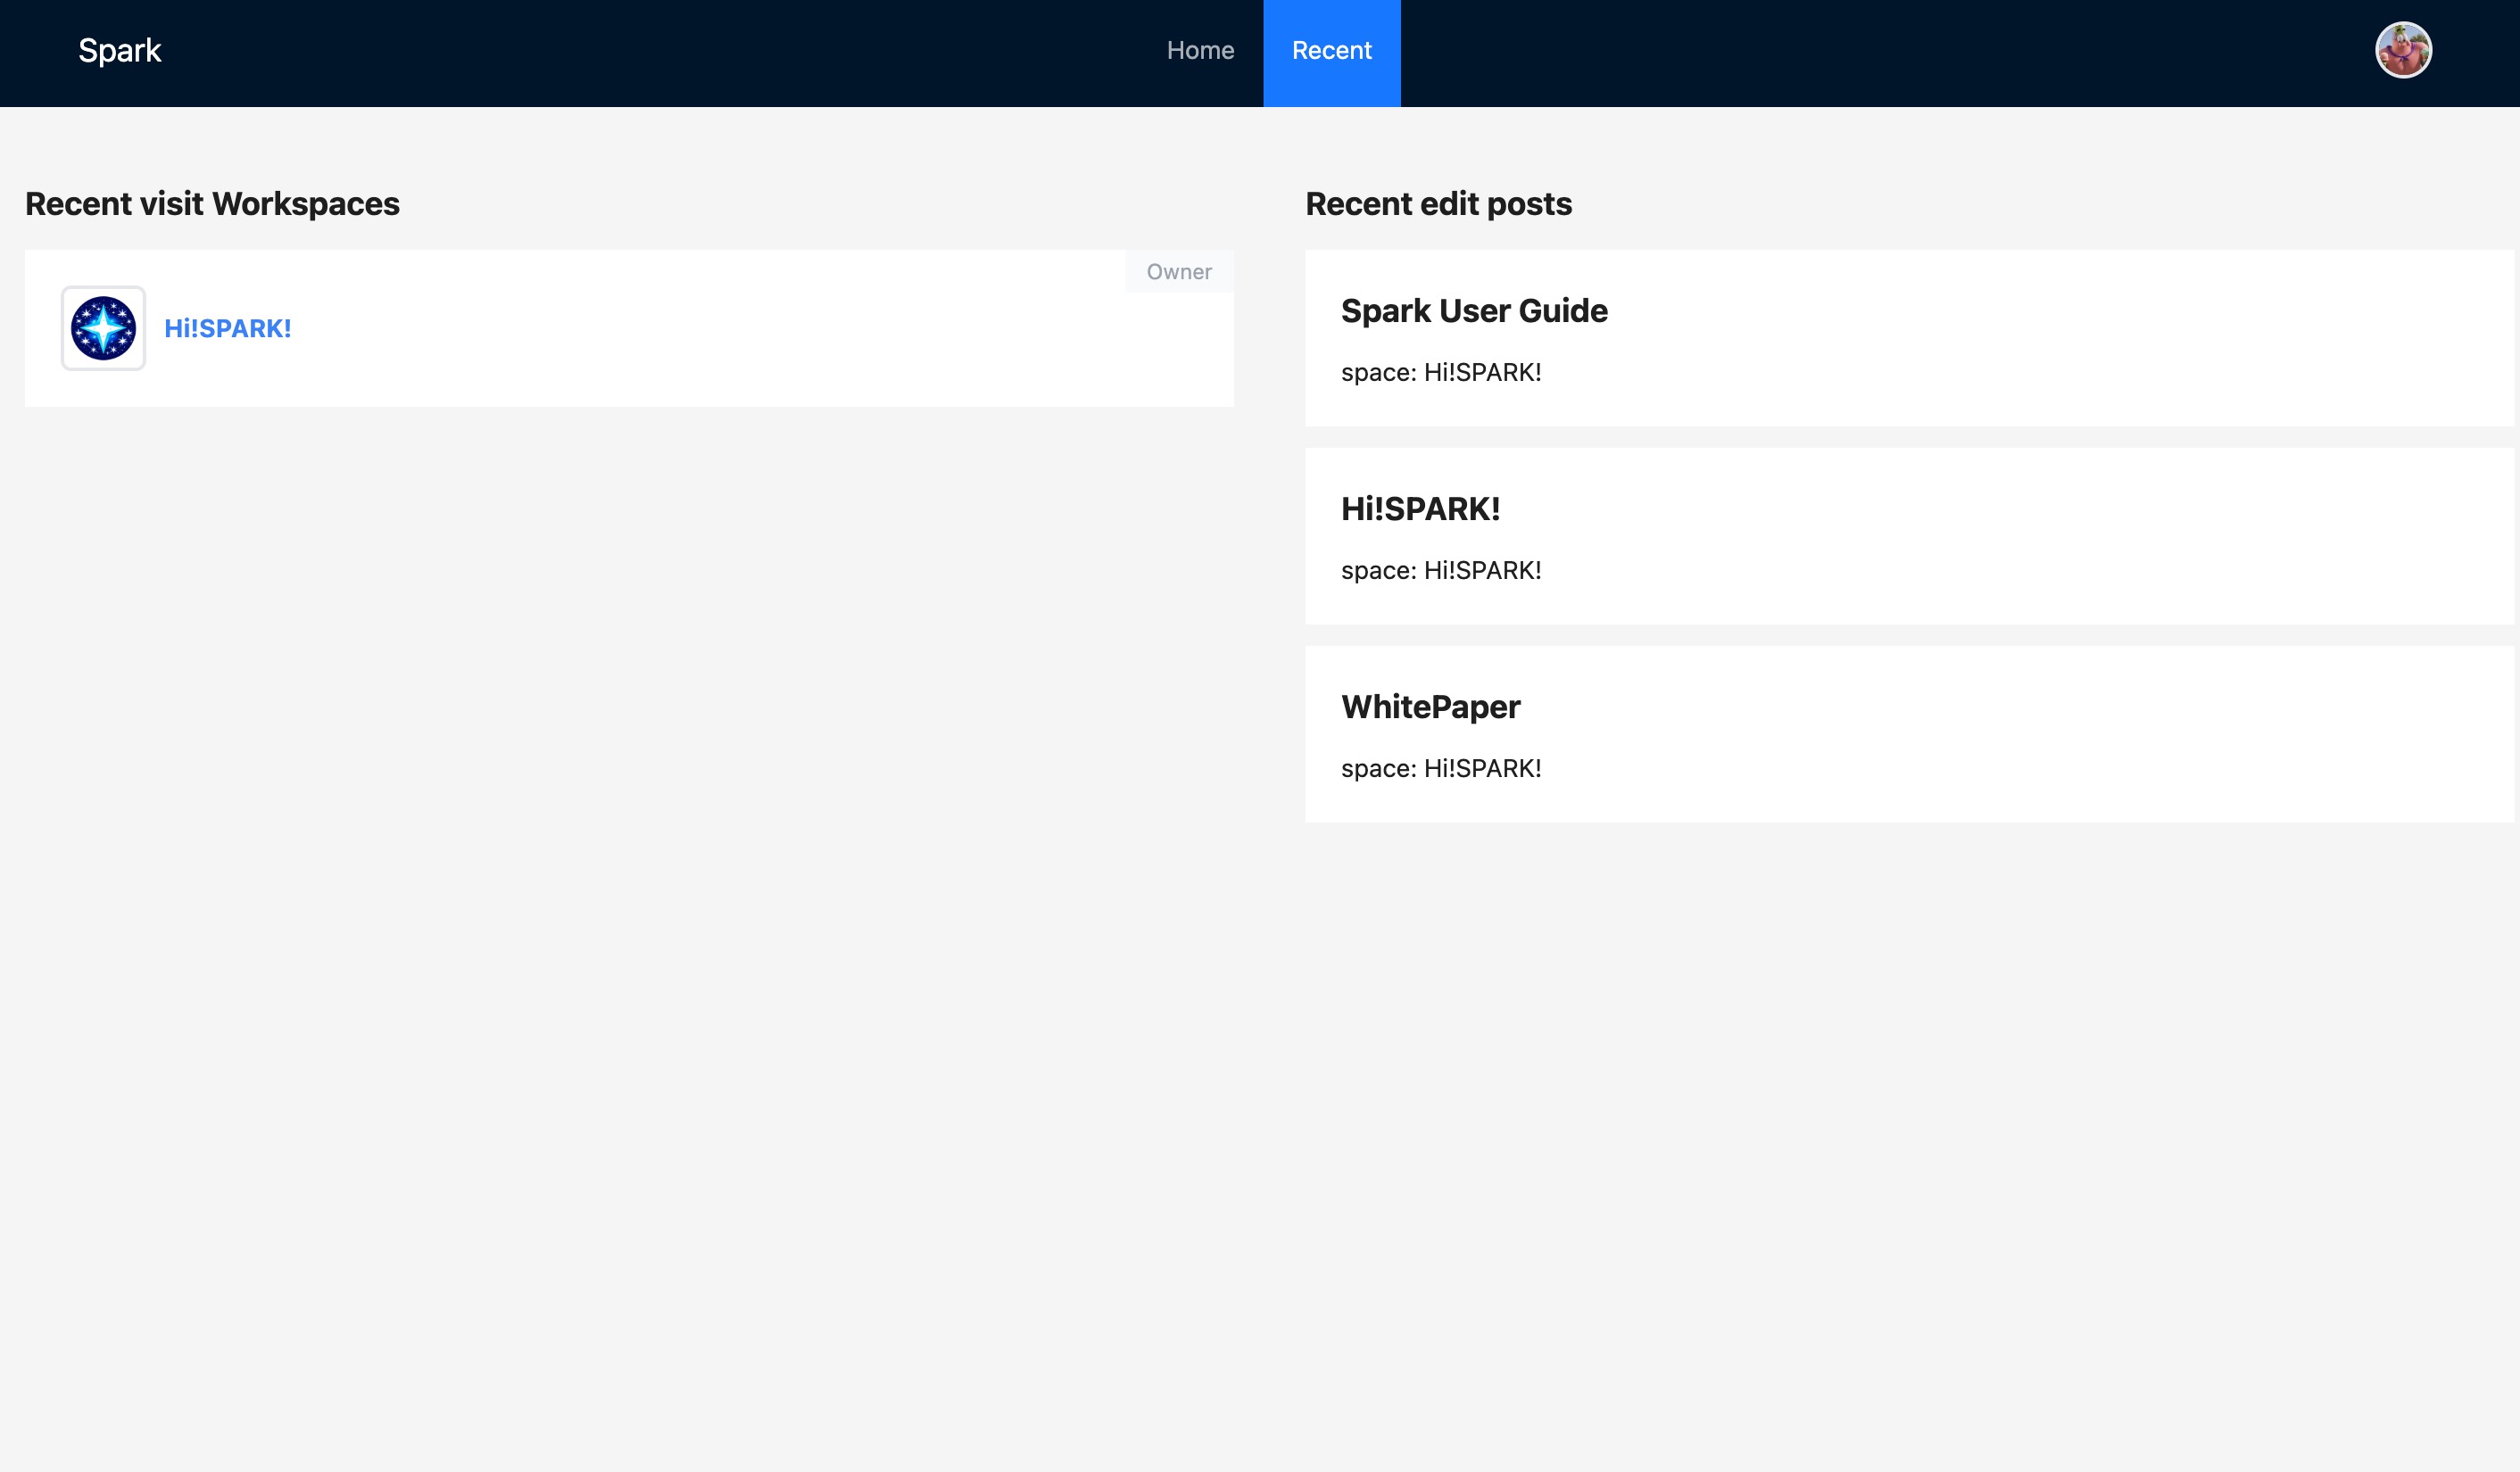 Spark
Home
Recent
Recent visit Workspaces
Owner
Hi!SPARK!
Recent edit posts
Spark User Guide
space: Hi!SPARK!
Hi!SPARK!
space: Hi!SPARK!
WhitePaper
space: Hi!SPARK!